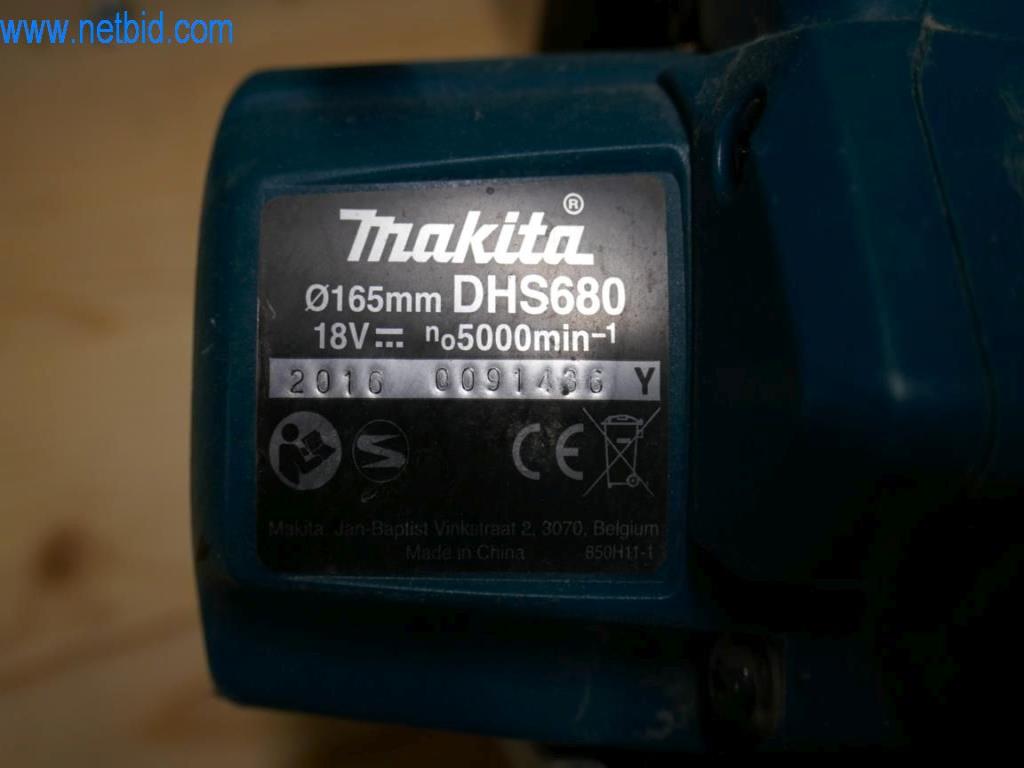 www.netbid.com
makita®
Ø165mm DHS680
18V⎓ n₀5000min⁻¹
2016 0091436 Y
CE
Makita, Jan-Baptist Vinkstraat 2, 3070, Belgium
Made in China 850H11-1